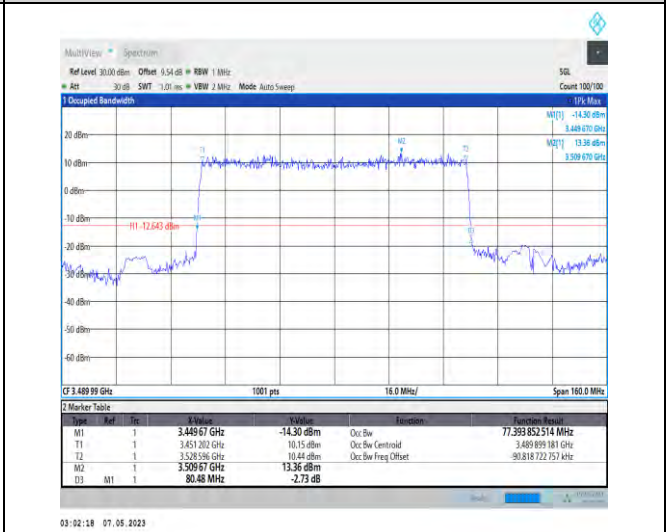 MultiView Spectrum
Ref Level 30.00 dBm Offset 9.54 dB RBW 1 MHz SGL
Att 30 dB SWT 1.01 ms VBW 2 MHz Mode Auto Sweep Count 100/100
1 Occupied Bandwidth 1Pk Max
M1[1] -14.30 dBm
3.449 670 GHz
M2[1] 13.36 dBm
3.509 670 GHz
20 dBm
M2
T1
T2
10 dBm
0 dBm
-10 dBm
M1
H1 -12.643 dBm
D3
-20 dBm
-30 dBm
-40 dBm
-50 dBm
-60 dBm
CF 3.489 99 GHz 1001 pts 16.0 MHz/ Span 160.0 MHz
2 Marker Table
Type Ref Trc X-Value Y-Value Function Function Result
M1 1 3.449 67 GHz -14.30 dBm Occ Bw 77.393 852 514 MHz
T1 1 3.451 202 GHz 10.15 dBm Occ Bw Centroid 3.489 899 181 GHz
T2 1 3.528 596 GHz 10.44 dBm Occ Bw Freq Offset -90.818 722 757 kHz
M2 1 3.509 67 GHz 13.36 dBm
D3 M1 1 80.48 MHz -2.73 dB
03:02:18 07.05.2023